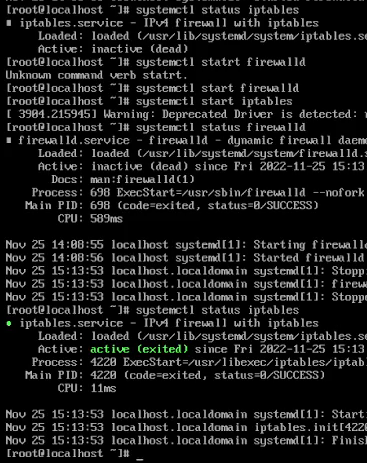 [root@localhost ~]# systemctl status iptables
■ iptables.service - IPv4 firewall with iptables
Loaded: loaded (/usr/lib/systemd/system/iptables.se
Active: inactive (dead)
[root@localhost ~]# systemctl statrt firewalld
Unknown command verb statrt.
[root@localhost ~]# systemctl start firewalld
[root@localhost ~]# systemctl start iptables
[ 3904.215945] Warning: Deprecated Driver is detected: n
[root@localhost ~]# systemctl status firewalld
■ firewalld.service - firewalld - dynamic firewall daemo
Loaded: loaded (/usr/lib/systemd/system/firewalld.s
Active: inactive (dead) since Fri 2022-11-25 15:13
Docs: man:firewalld(1)
Process: 698 ExecStart=/usr/sbin/firewalld --nofork
Main PID: 698 (code=exited, status=0/SUCCESS)
CPU: 589ms
Nov 25 14:08:55 localhost systemd[1]: Starting firewalld
Nov 25 14:08:56 localhost systemd[1]: Started firewalld
Nov 25 15:13:53 localhost.localdomain systemd[1]: Stoppi
Nov 25 15:13:53 localhost.localdomain systemd[1]: firewa
Nov 25 15:13:53 localhost.localdomain systemd[1]: Stoppe
[root@localhost ~]# systemctl status iptables
● iptables.service - IPv4 firewall with iptables
Loaded: loaded (/usr/lib/systemd/system/iptables.se
Active: active (exited) since Fri 2022-11-25 15:13
Process: 4220 ExecStart=/usr/libexec/iptables/iptabl
Main PID: 4220 (code=exited, status=0/SUCCESS)
CPU: 11ms
Nov 25 15:13:53 localhost.localdomain systemd[1]: Starti
Nov 25 15:13:53 localhost.localdomain iptables.init[4220
Nov 25 15:13:53 localhost.localdomain systemd[1]: Finish
[root@localhost ~]# _